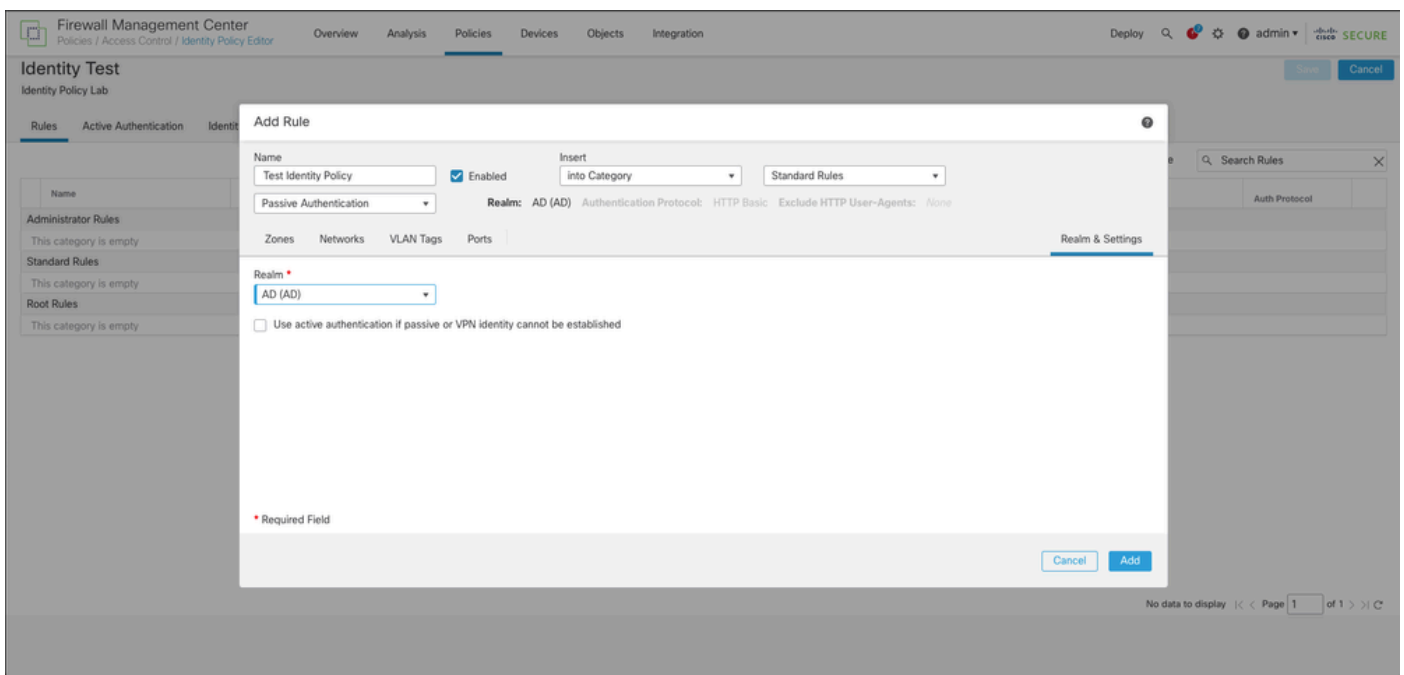 Firewall Management Center
Policies / Access Control / Identity Policy Editor
Overview Analysis Policies Devices Objects Integration
Deploy admin
cisco SECURE
Identity Test
Save Cancel
Identity Policy Lab
Rules Active Authentication Identit
Add Rule
Name Insert
Test Identity Policy Enabled into Category Standard Rules
e Search Rules
Passive Authentication Realm: AD (AD) Authentication Protocol: HTTP Basic Exclude HTTP User-Agents: None
Name Auth Protocol
Administrator Rules
This category is empty
Zones Networks VLAN Tags Ports Realm & Settings
Standard Rules
This category is empty
Realm *
AD (AD)
Root Rules
This category is empty
Use active authentication if passive or VPN identity cannot be established
* Required Field
Cancel Add
No data to display |< < Page 1 of 1 > >| C